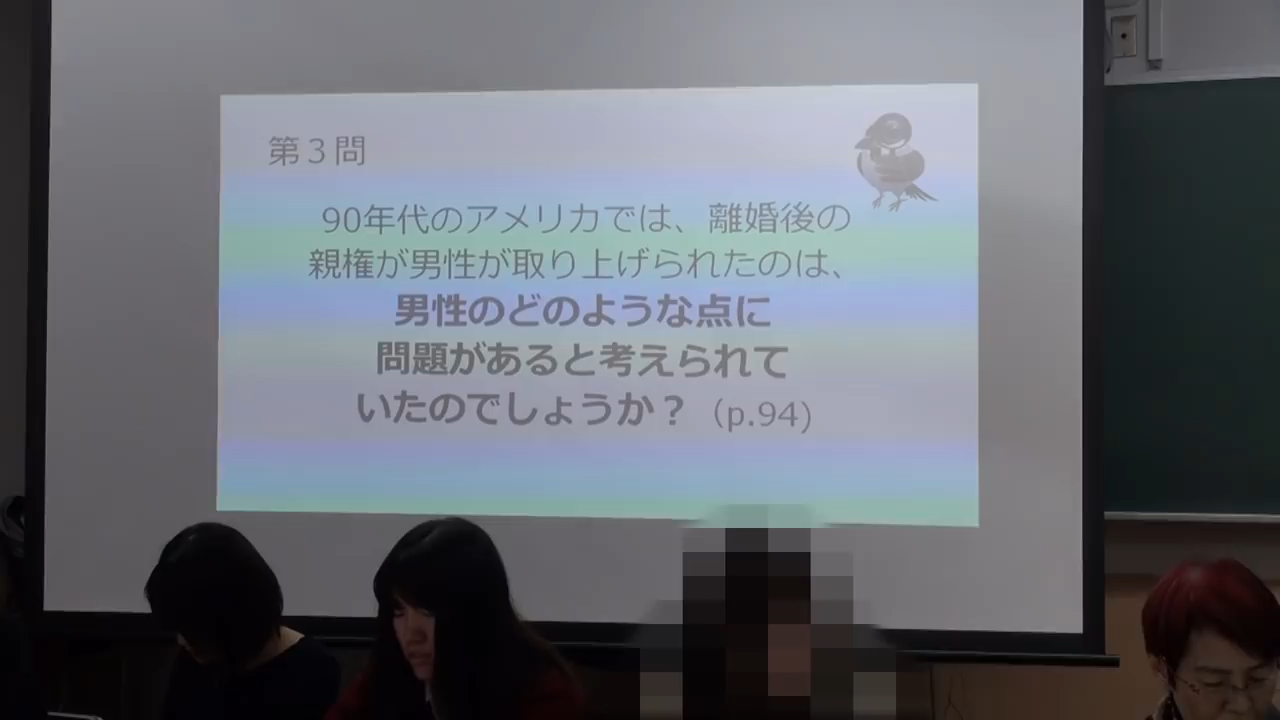 第３問
90年代のアメリカでは、離婚後の
親権が男性が取り上げられたのは、
男性のどのような点に
問題があると考えられて
いたのでしょうか？（p.94)